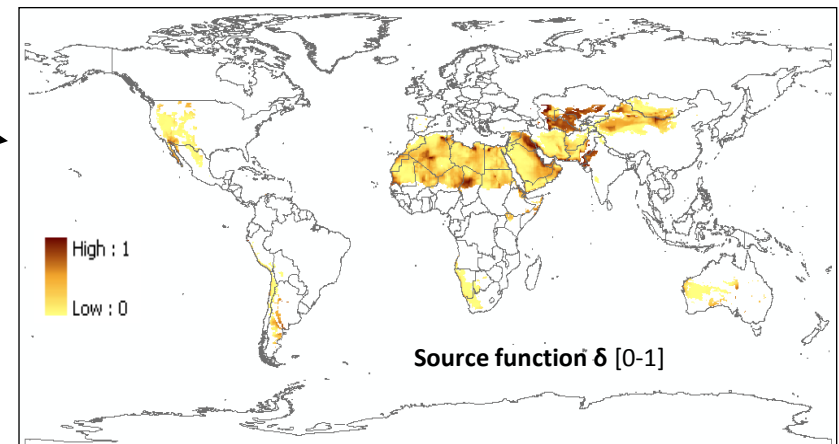 High : 1
Low : 0
Source function δ [0-1]